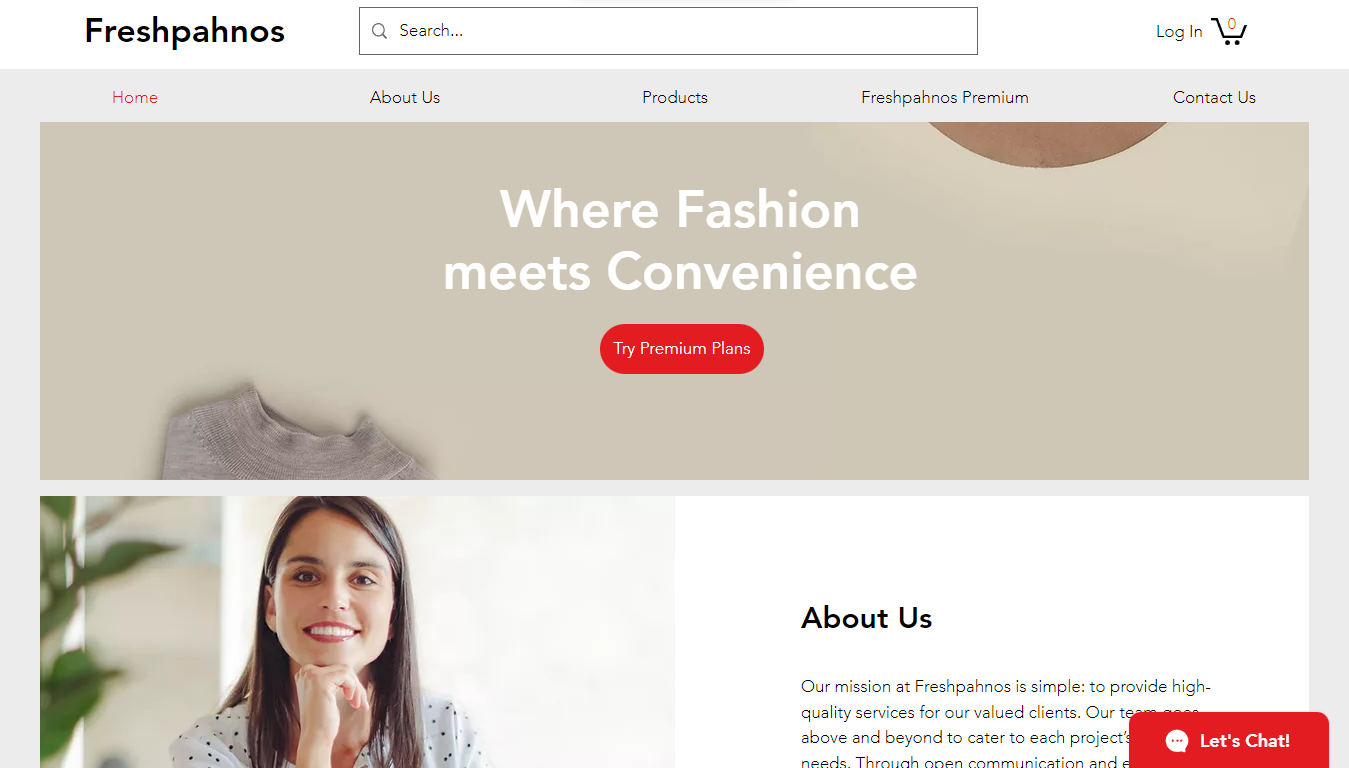 Freshpahnos
Search...
Log In
0
Home
About Us
Products
Freshpahnos Premium
Contact Us
Where Fashion
meets Convenience
Try Premium Plans
About Us
Our mission at Freshpahnos is simple: to provide high-
quality services for our valued clients. Our team goes
above and beyond to cater to each project's
needs. Through open communication and
Let's Chat!